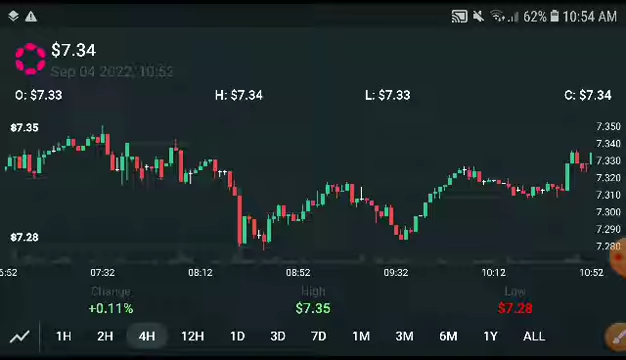 62% 10:54 AM
$7.34
Sep 04 2022, 10:52
O: $7.33 H: $7.34 L: $7.33 C: $7.34
$7.35 7.350
7.340
7.330
7.320
7.310
7.300
7.290
$7.28 7.280
6:52 07:32 08:12 08:52 09:32 10:12 10:52
Change High Low
+0.11% $7.35 $7.28
1H 2H 4H 12H 1D 3D 7D 1M 3M 6M 1Y ALL